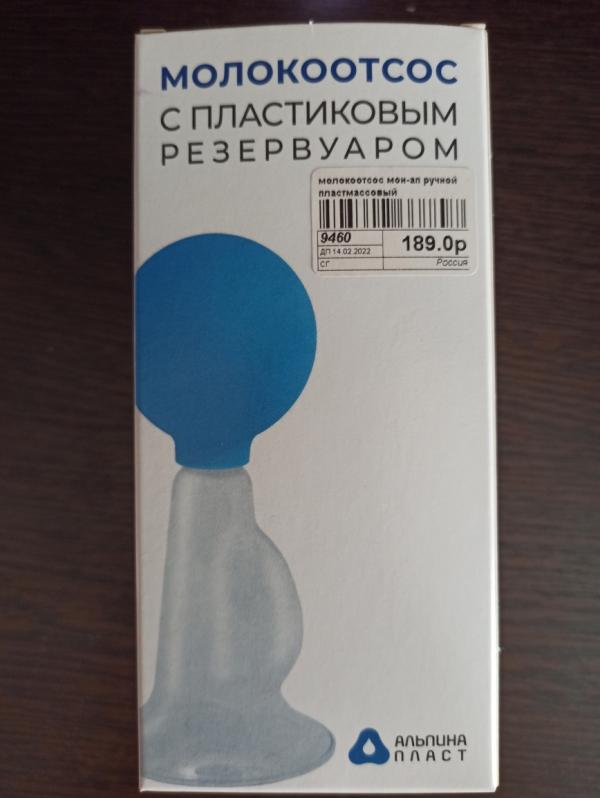 МОЛОКООТСОС
С ПЛАСТИКОВЫМ
РЕЗЕРВУАРОМ
молокоотсос мон-ап ручной
пластмассовый
9460
189.0р
ДП 14.02.2022
СГ
Россия
АЛЬПИНА
ПЛАСТ